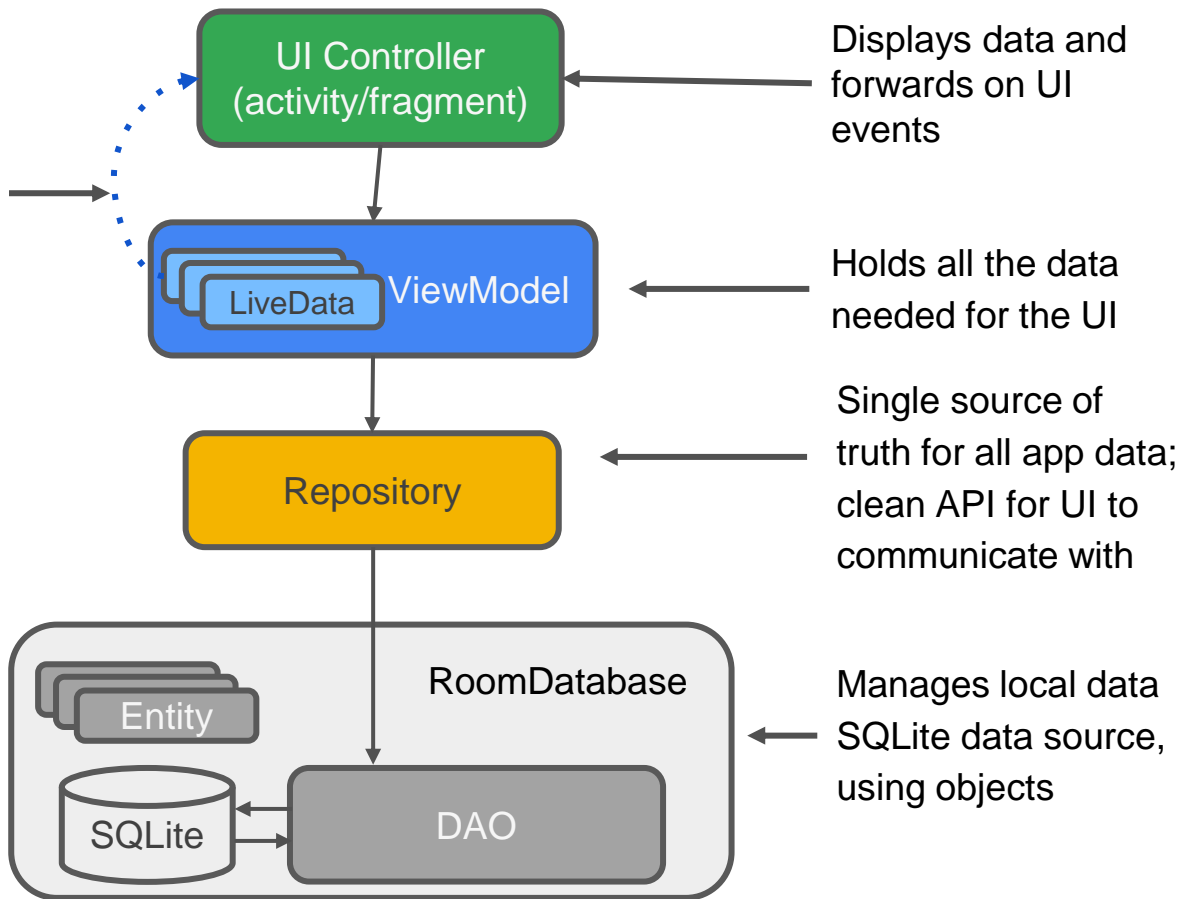 UI Controller
(activity/fragment)
Displays data and
forwards on UI
events
LiveData
ViewModel
Holds all the data
needed for the UI
Repository
Single source of
truth for all app data;
clean API for UI to
communicate with
RoomDatabase
Entity
SQLite
DAO
Manages local data
SQLite data source,
using objects